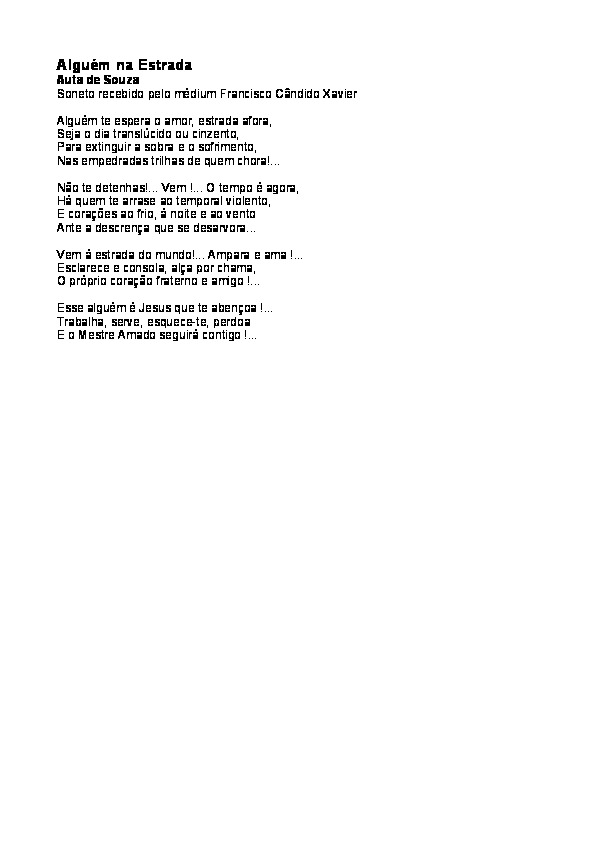 Alguém na Estrada
Auta de Souza
Soneto recebido pelo médium Francisco Cândido Xavier

Alguém te espera o amor, estrada afora,
Seja o dia translúcido ou cinzento,
Para extinguir a sobra e o sofrimento,
Nas empedradas trilhas de quem chora!...

Não te detenhas!... Vem !... O tempo é agora,
Há quem te arrase ao temporal violento,
E corações ao frio, á noite e ao vento
Ante a descrença que se desarvora...

Vem á estrada do mundo!... Ampara e ama !...
Esclarece e consola, alça por chama,
O próprio coração fraterno e amigo !...

Esse alguém é Jesus que te abençoa !...
Trabalha, serve, esquece-te, perdoa
E o Mestre Amado seguirá contigo !...